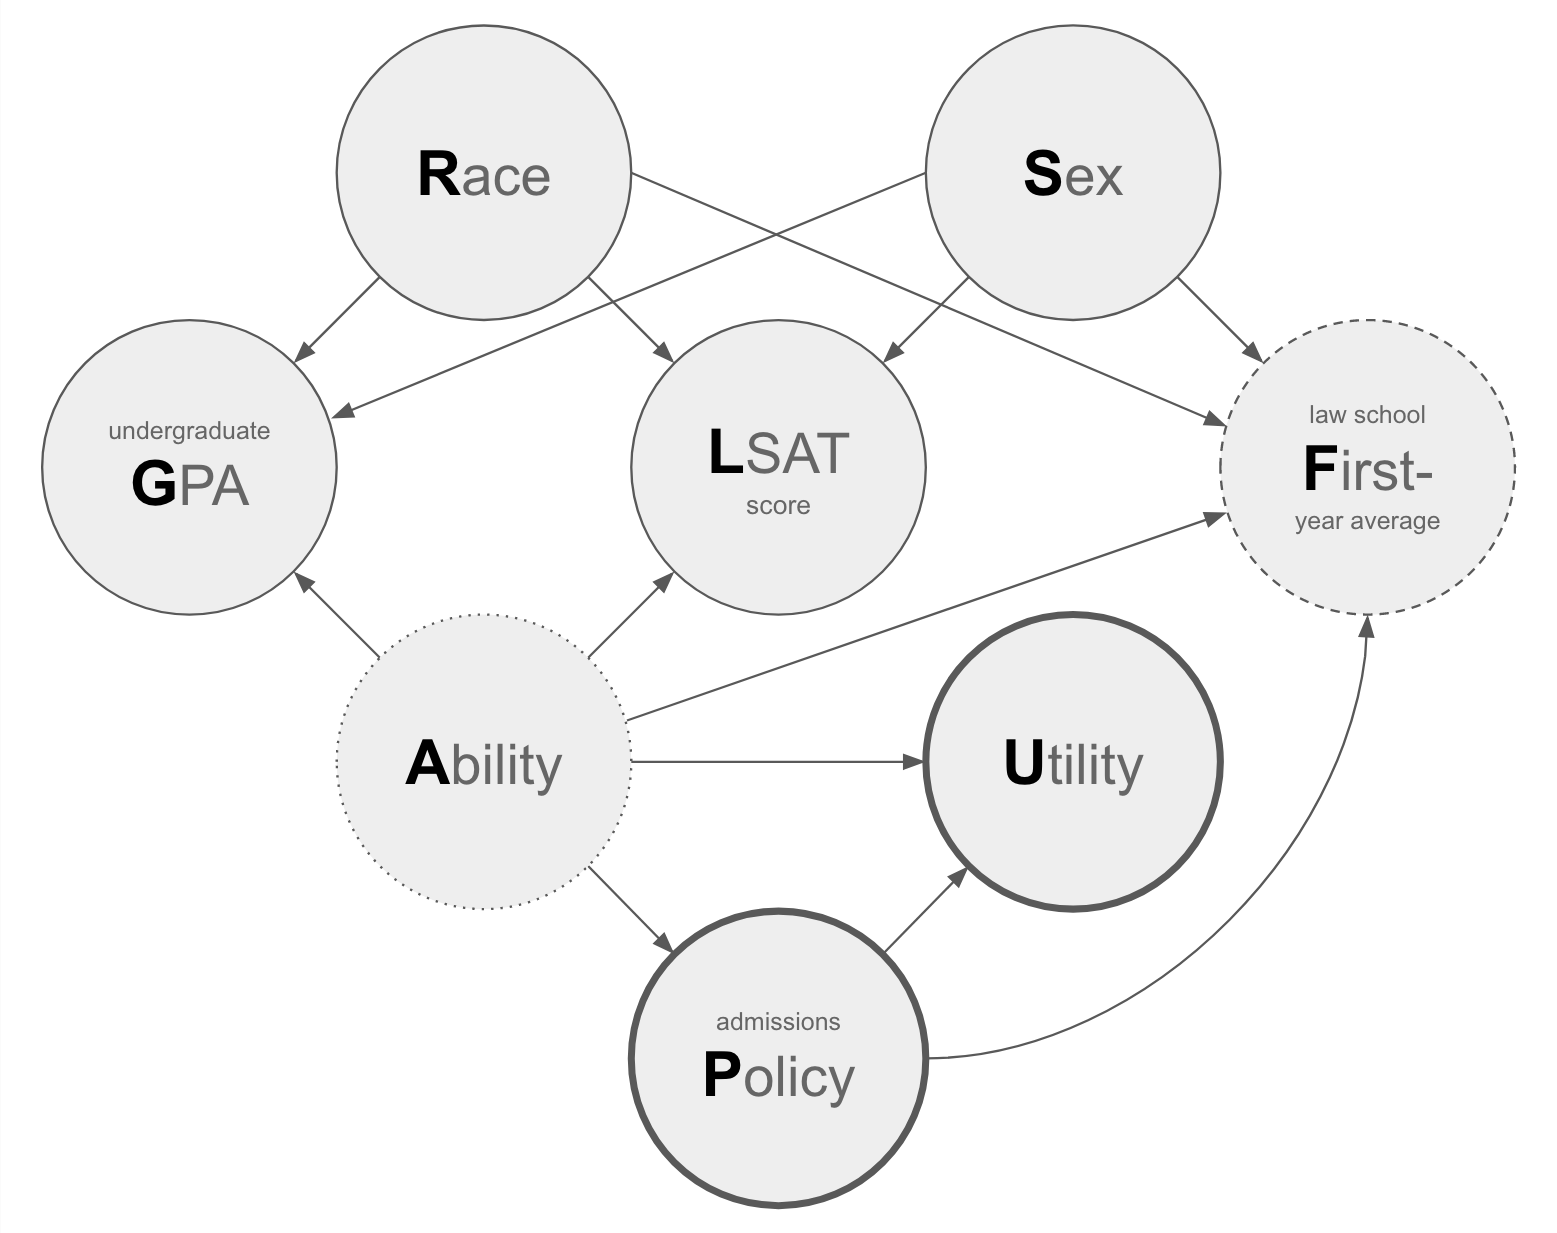 Race
Sex
undergraduate
GPA
LSAT
score
law school
First-
year average
Ability
Utility
admissions
Policy